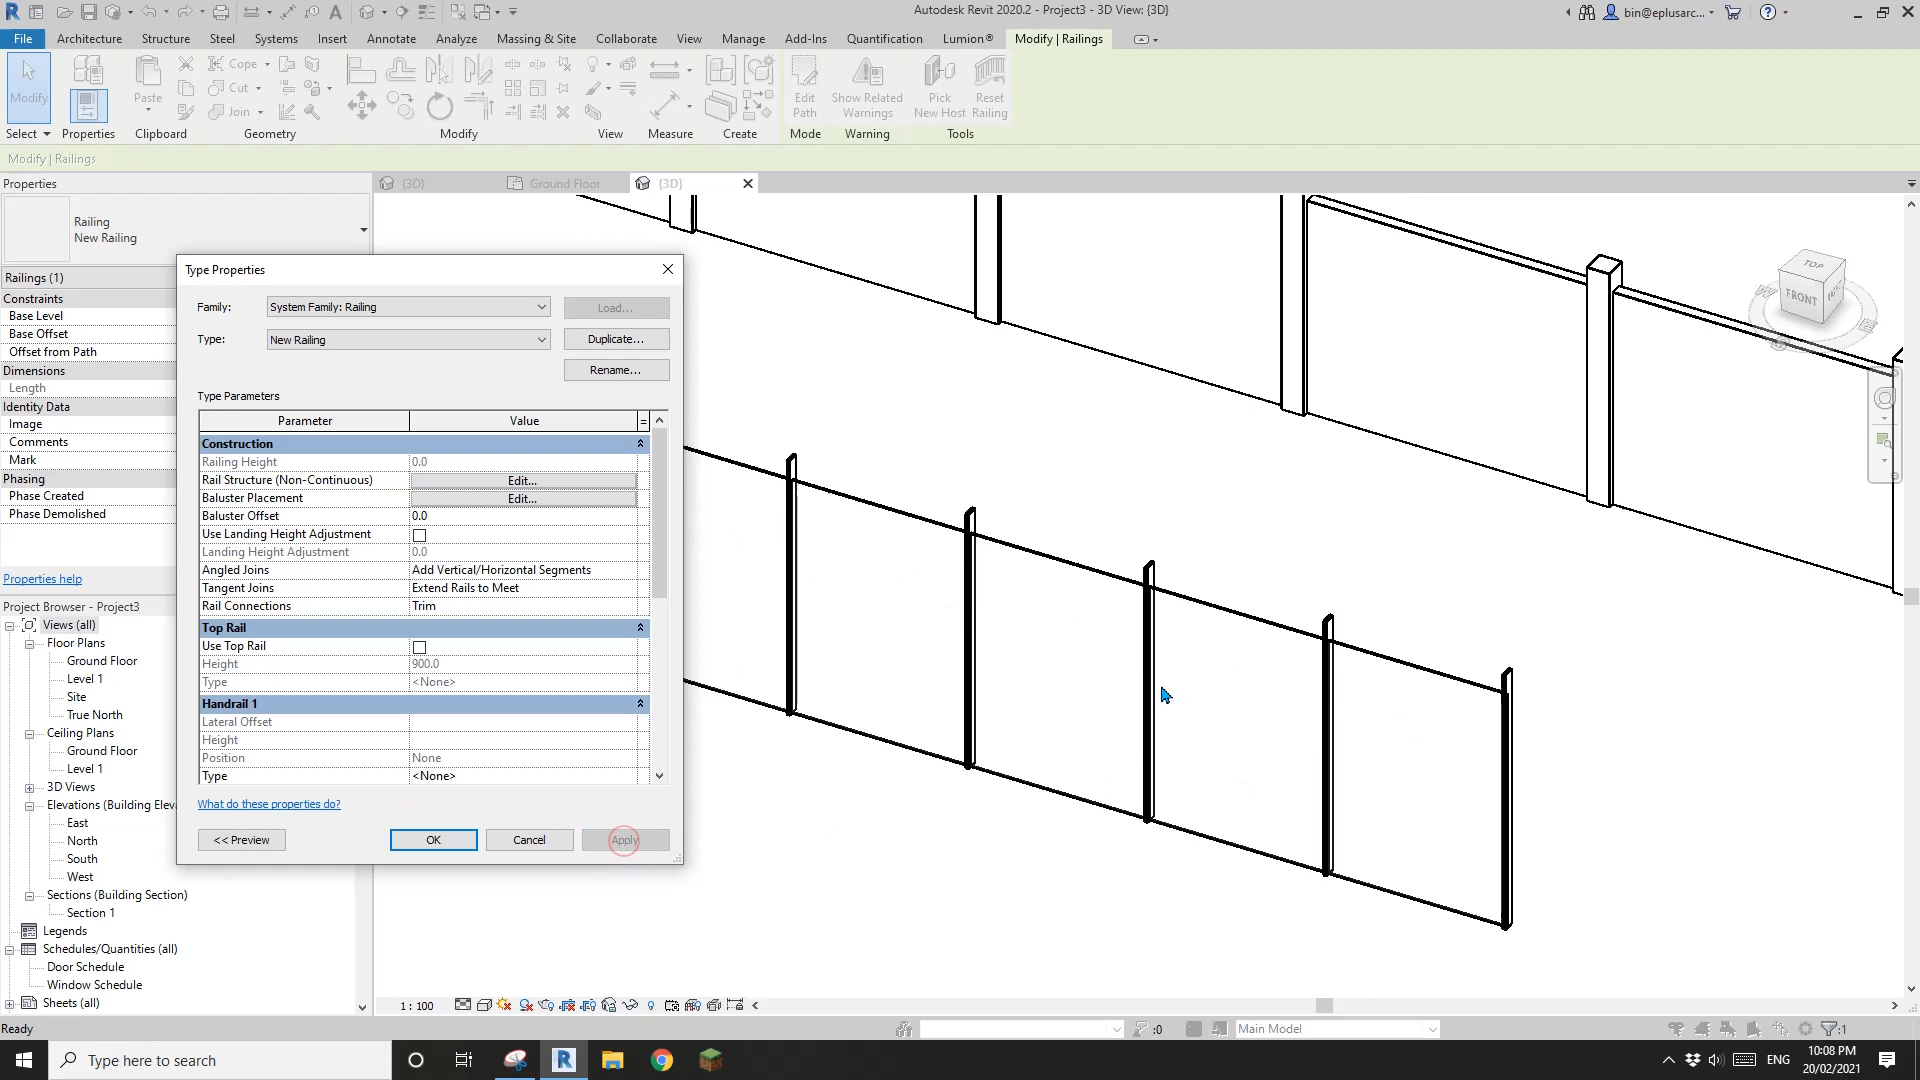 Autodesk Revit 2020.2 - Project3 - 3D View: {3D}
bin@eplusarc...
File Architecture Structure Steel Systems Insert Annotate Analyze Massing & Site Collaborate View Manage Add-Ins Quantification Lumion® Modify | Railings
Modify
Paste
Cope
Cut
Join
Edit Path
Show Related Warnings
Pick New Host
Reset Railing
Select Properties Clipboard Geometry Modify View Measure Create Mode Warning Tools
Modify | Railings
Properties
{3D} Ground Floor {3D}
Railing
New Railing
Railings (1)
Constraints
Base Level
Base Offset
Offset from Path
Dimensions
Length
Identity Data
Image
Comments
Mark
Phasing
Phase Created
Phase Demolished
Properties help
Project Browser - Project3
Views (all)
Floor Plans
Ground Floor
Level 1
Site
True North
Ceiling Plans
Ground Floor
Level 1
3D Views
Elevations (Building Eleva
East
North
South
West
Sections (Building Section)
Section 1
Legends
Schedules/Quantities (all)
Door Schedule
Window Schedule
Sheets (all)
Type Properties
Family: System Family: Railing Load...
Type: New Railing Duplicate...
Rename...
Type Parameters
Parameter Value =
Construction
Railing Height 0.0
Rail Structure (Non-Continuous) Edit...
Baluster Placement Edit...
Baluster Offset 0.0
Use Landing Height Adjustment
Landing Height Adjustment 0.0
Angled Joins Add Vertical/Horizontal Segments
Tangent Joins Extend Rails to Meet
Rail Connections Trim
Top Rail
Use Top Rail
Height 900.0
Type <None>
Handrail 1
Lateral Offset
Height
Position None
Type <None>
What do these properties do?
<< Preview OK Cancel Apply
TOP
FRONT
1 : 100
Ready
:0
Main Model
:1
Type here to search
ENG
10:08 PM
20/02/2021